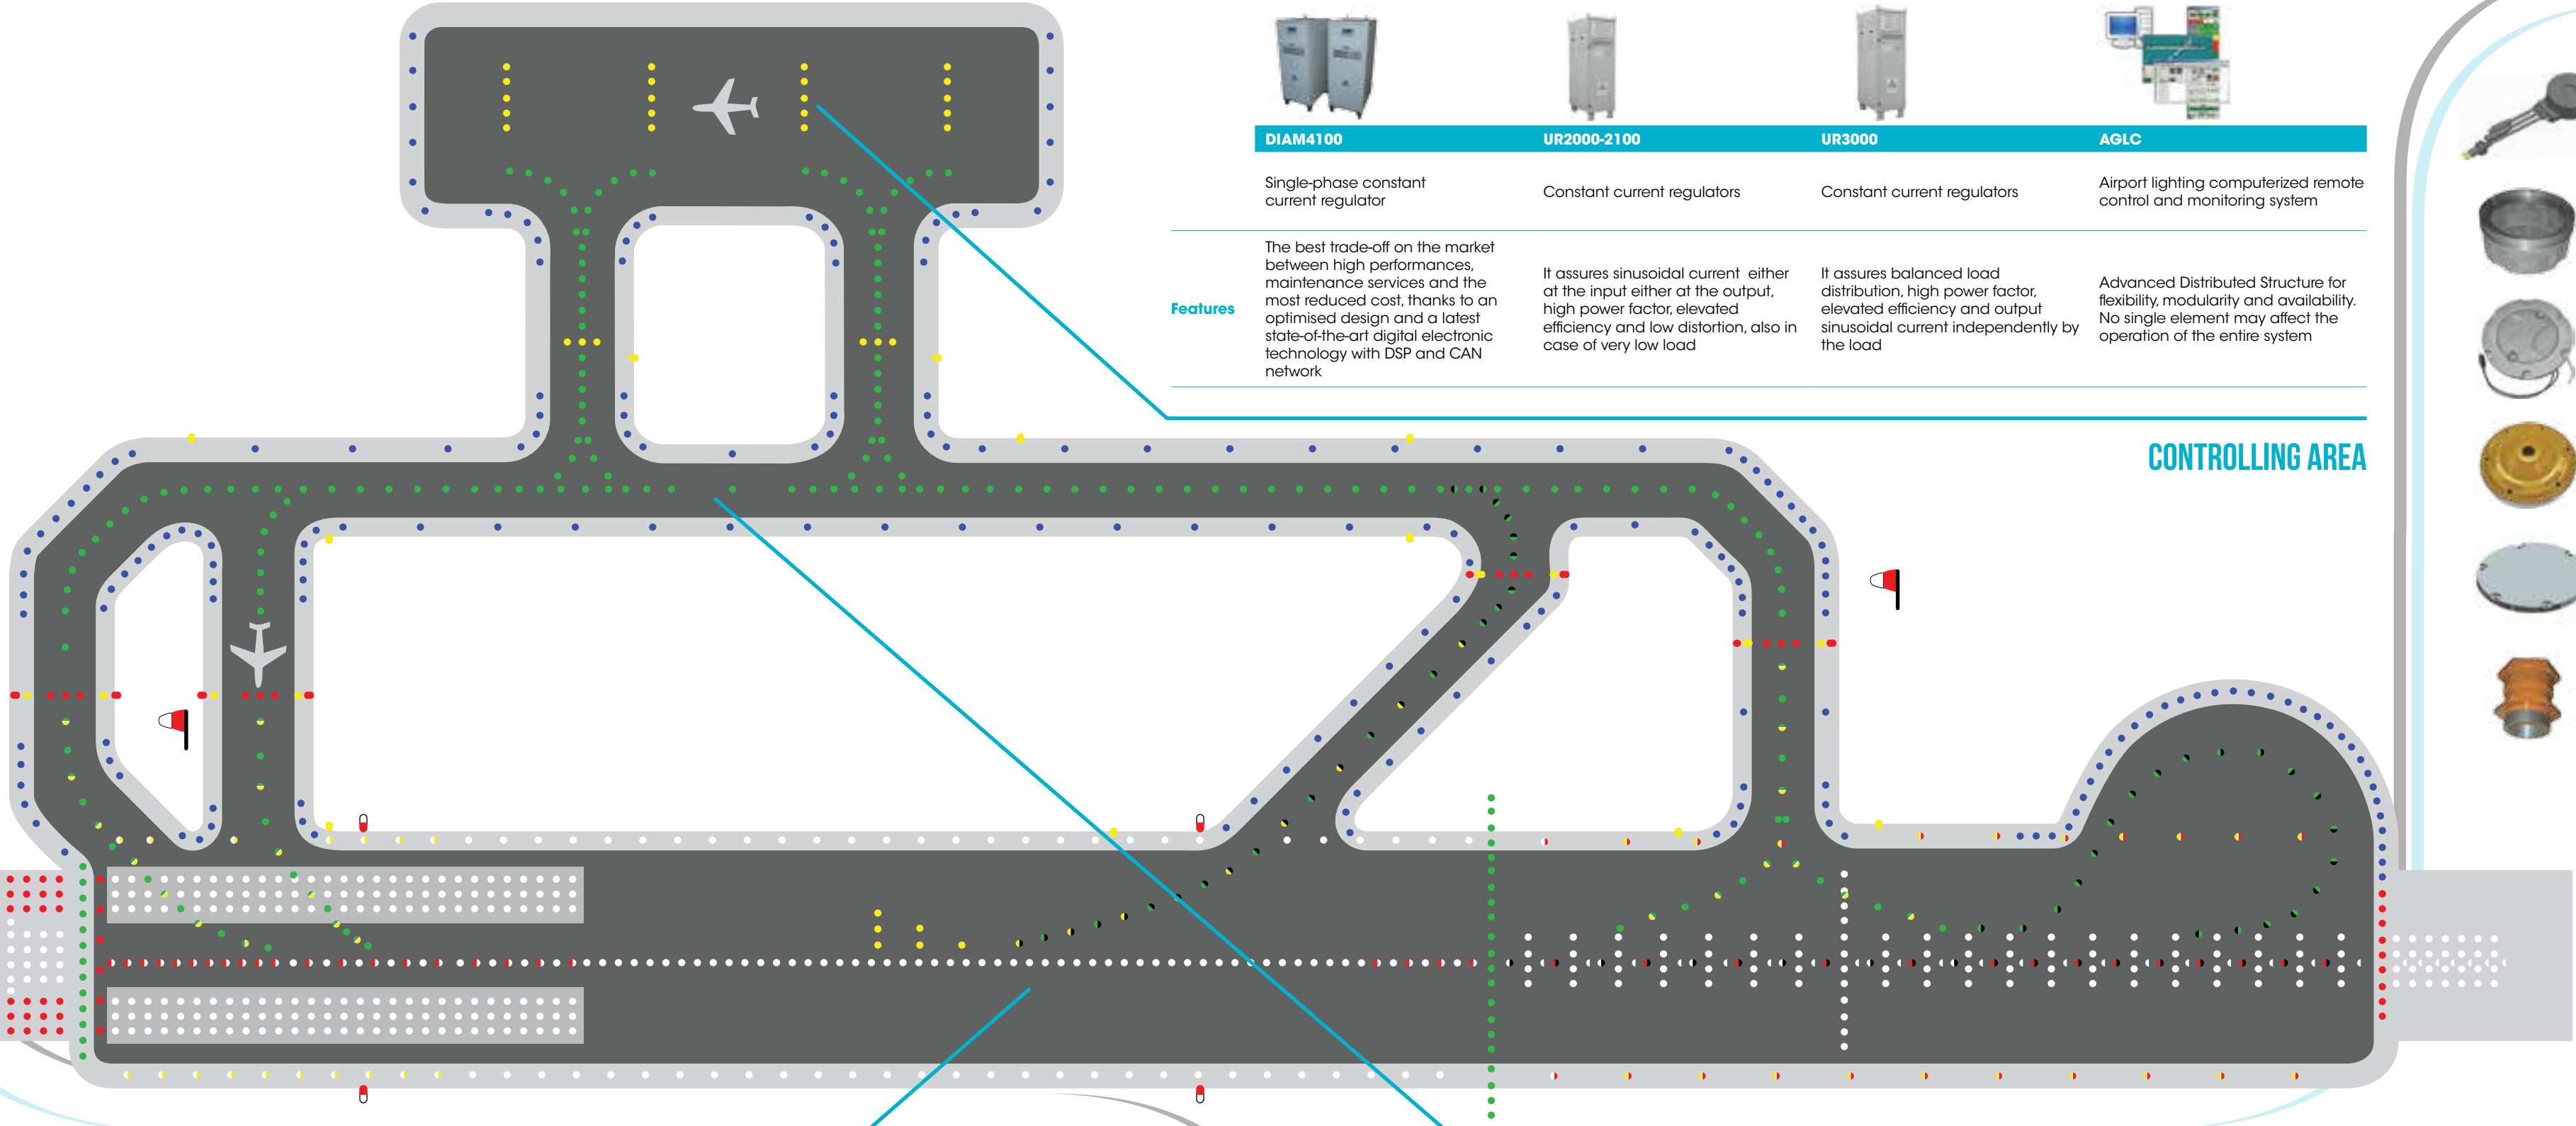 DIAM4100
UR2000-2100
UR3000
AGLC
Single-phase constant
current regulator
Constant current regulators
Constant current regulators
Airport lighting computerized remote
control and monitoring system
Features
The best trade-off on the market
between high performances,
maintenance services and the
most reduced cost, thanks to an
optimised design and a latest
state-of-the-art digital electronic
technology with DSP and CAN
network
It assures sinusoidal current either
at the input either at the output,
high power factor, elevated
efficiency and low distortion, also in
case of very low load
It assures balanced load
distribution, high power factor,
elevated efficiency and output
sinusoidal current independently by
the load
Advanced Distributed Structure for
flexibility, modularity and availability.
No single element may affect the
operation of the entire system
CONTROLLING AREA